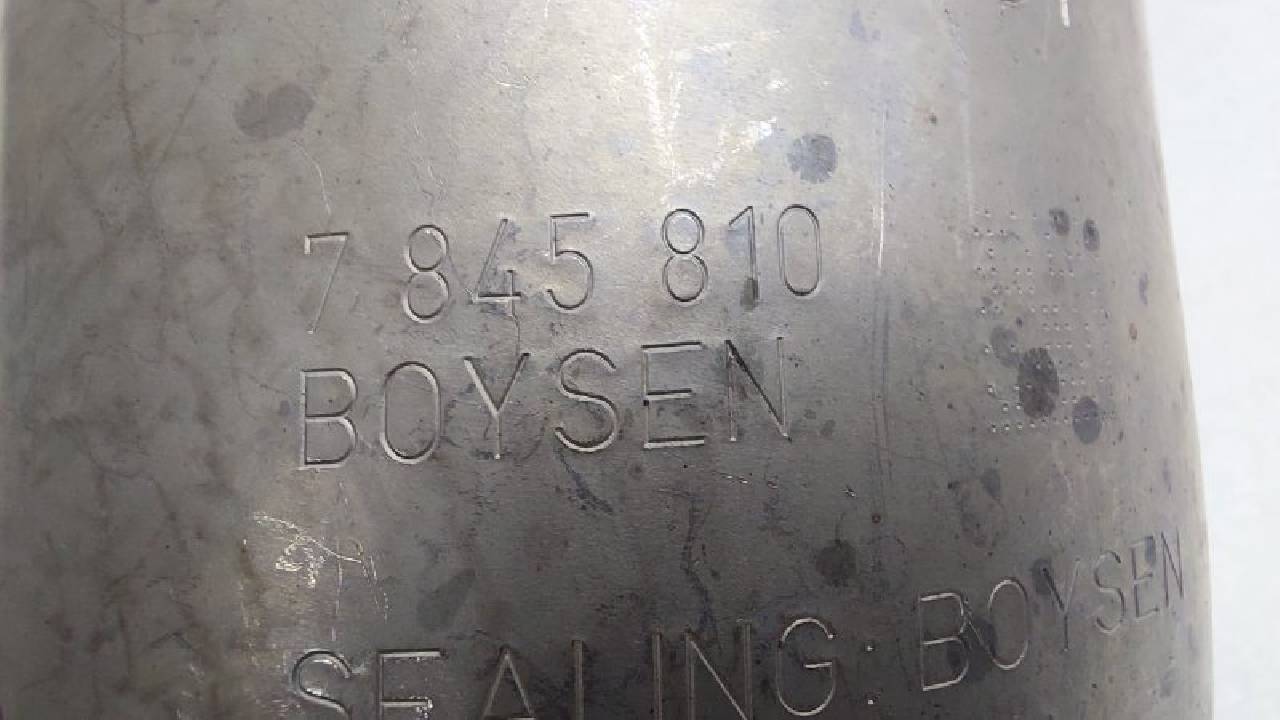 7 845 810
BOYSEN
SEALING: BOYSEN